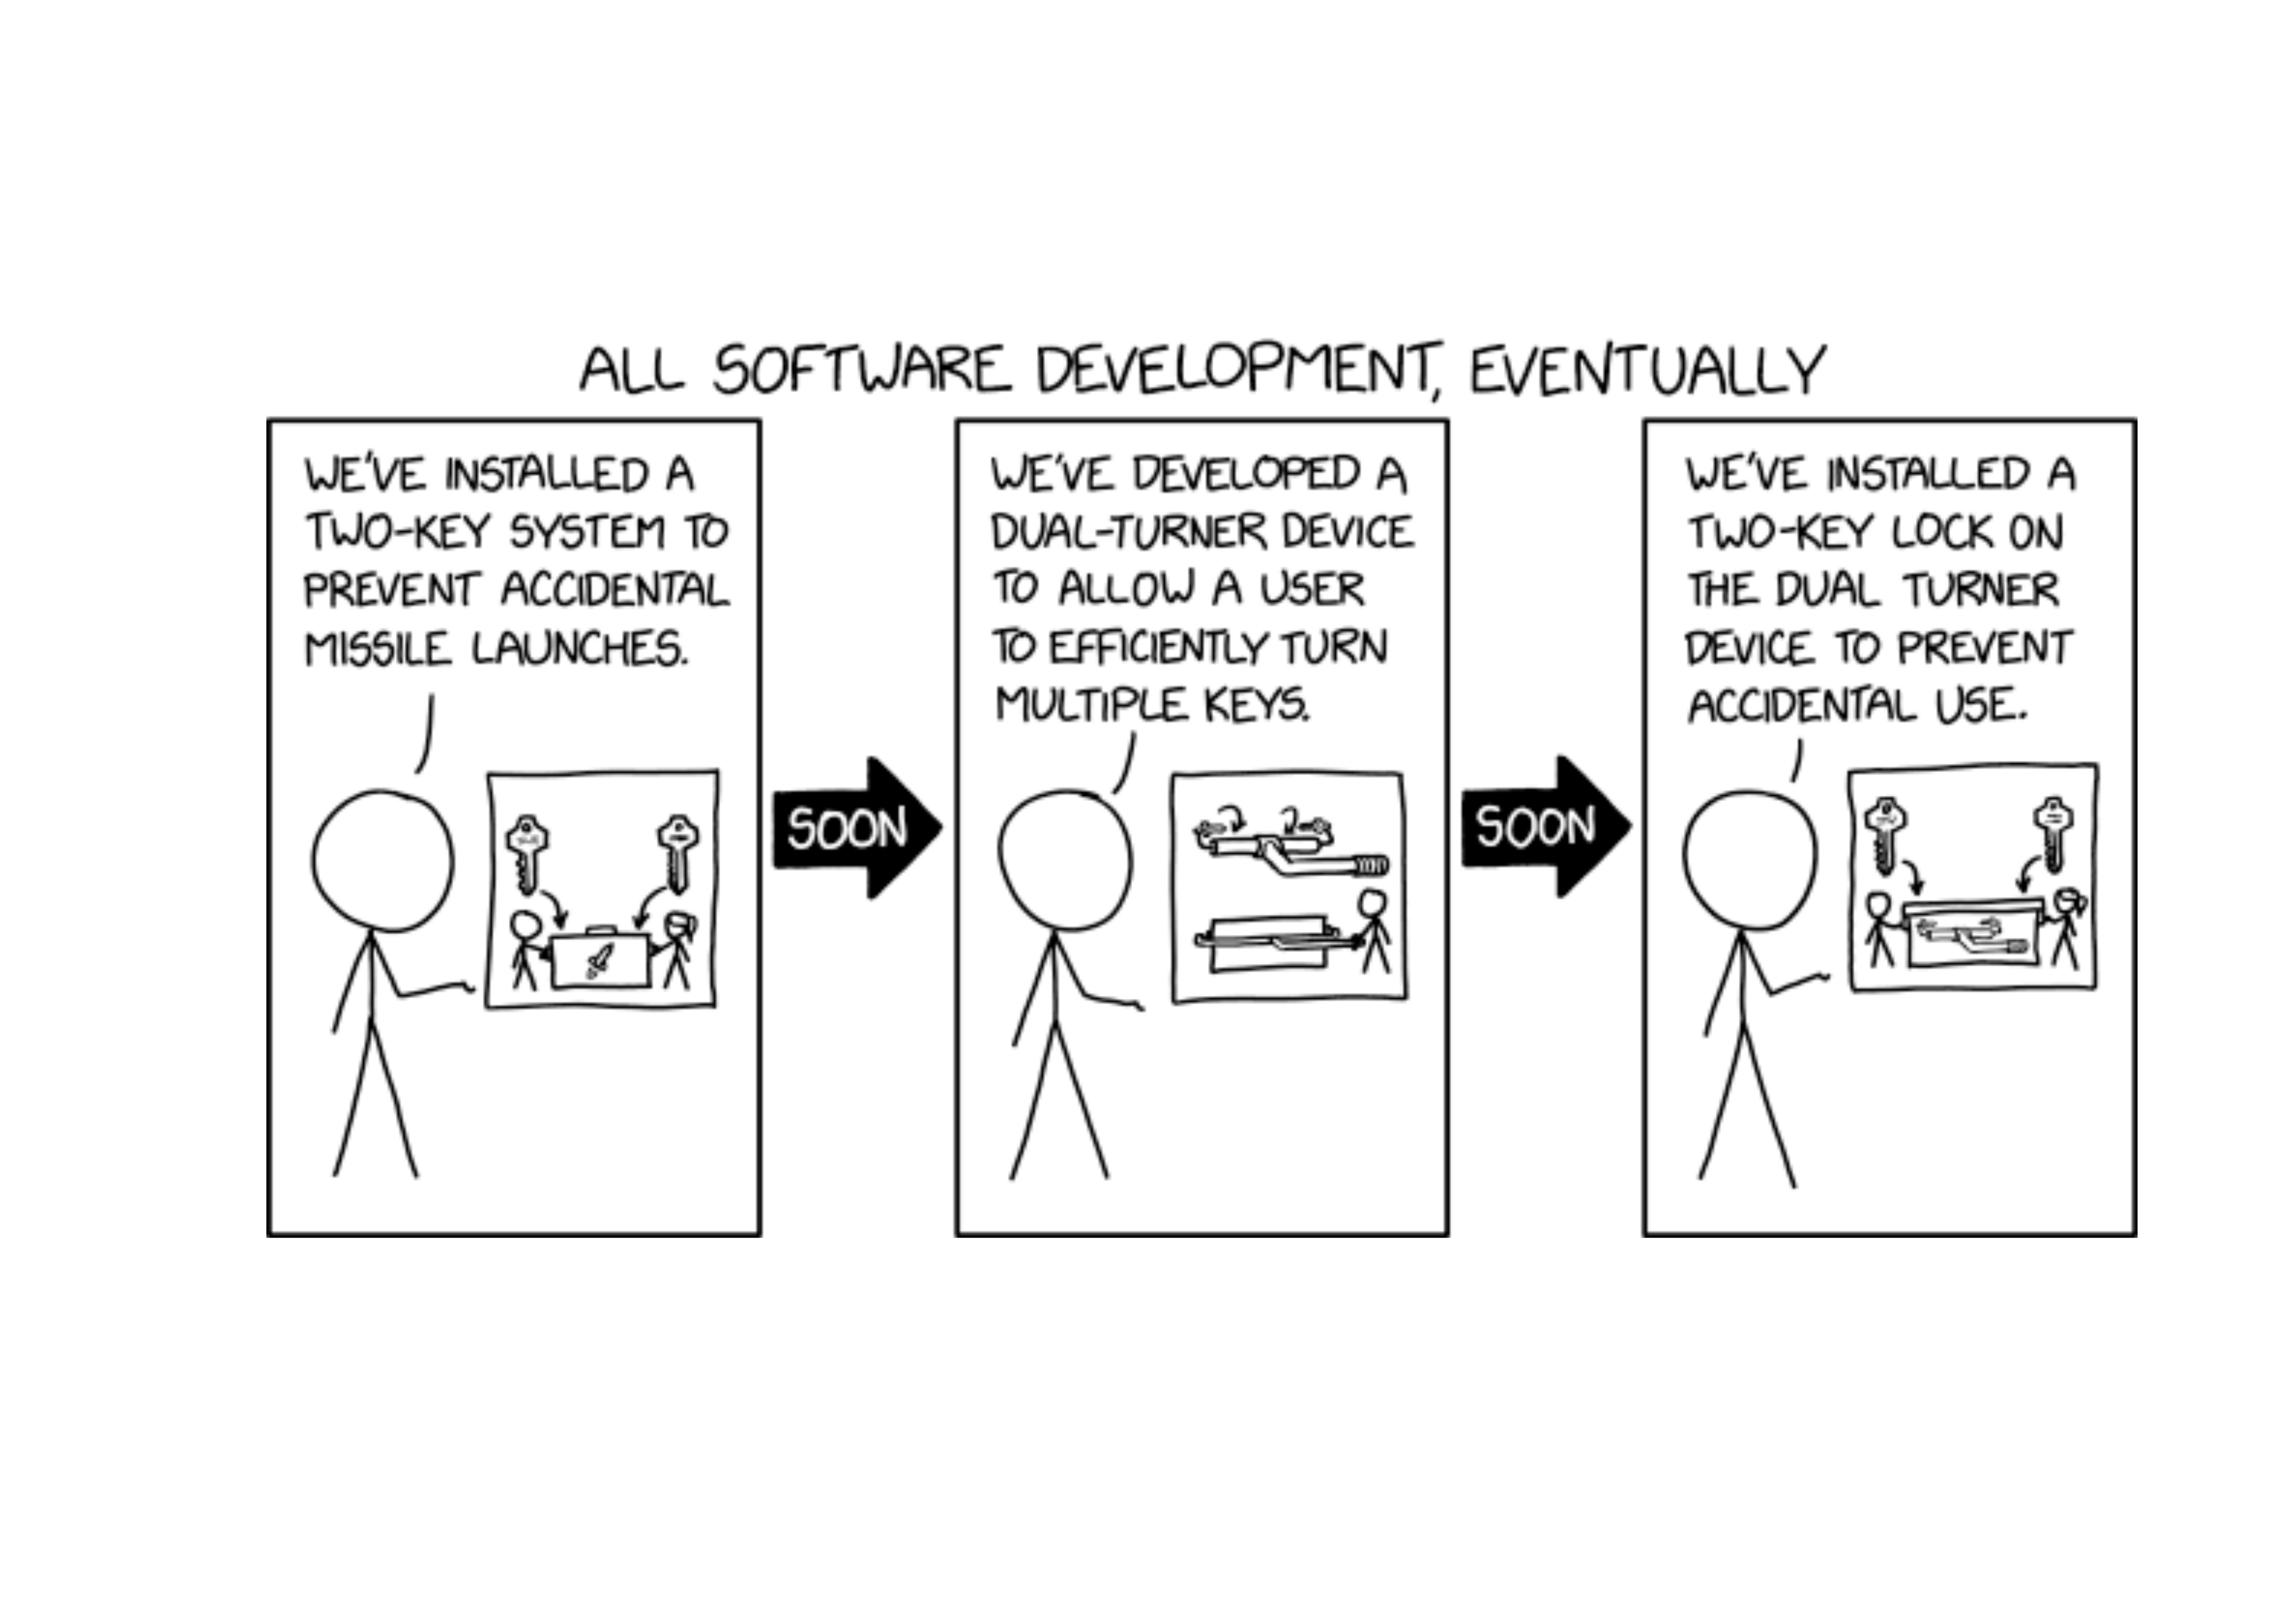 ALL SOFTWARE DEVELOPMENT, EVENTUALLY
WE'VE INSTALLED A
TWO-KEY SYSTEM TO
PREVENT ACCIDENTAL
MISSILE LAUNCHES.
SOON
WE'VE DEVELOPED A
DUAL-TURNER DEVICE
TO ALLOW A USER
TO EFFICIENTLY TURN
MULTIPLE KEYS.
SOON
WE'VE INSTALLED A
TWO-KEY LOCK ON
THE DUAL TURNER
DEVICE TO PREVENT
ACCIDENTAL USE.